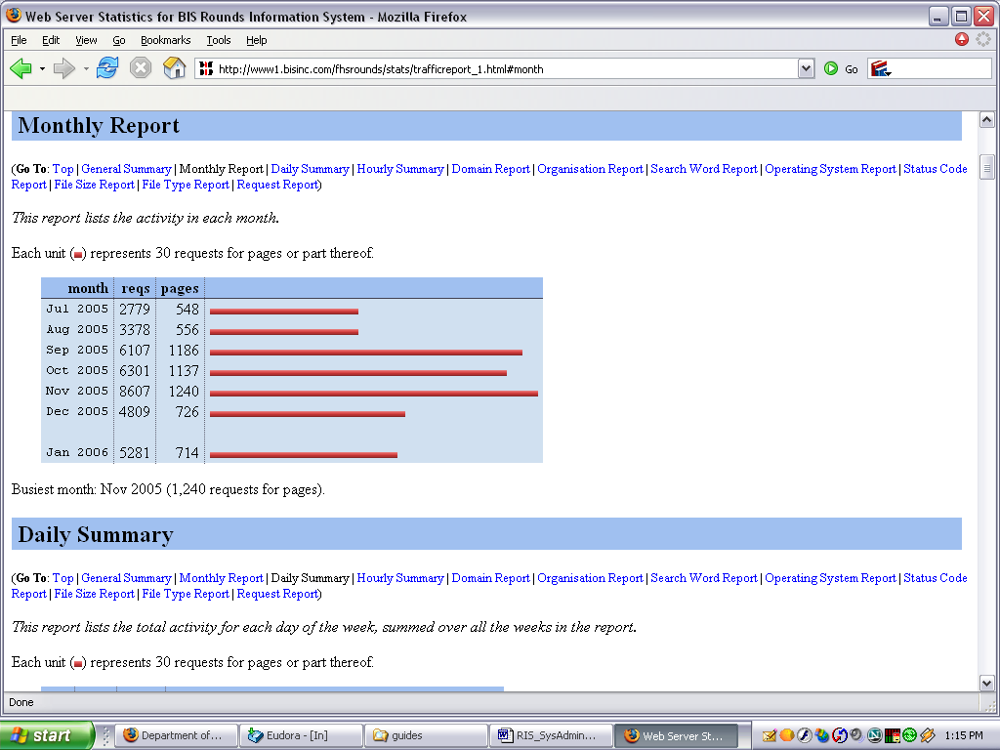 Web Server Statistics for BIS Rounds Information System - Mozilla Firefox
File Edit View Go Bookmarks Tools Help
http://www1.bisinc.com/fhsrounds/stats/trafficreport_1.html#month Go
Monthly Report
(Go To: Top | General Summary | Monthly Report | Daily Summary | Hourly Summary | Domain Report | Organisation Report | Search Word Report | Operating System Report | Status Code
Report | File Size Report | File Type Report | Request Report)
This report lists the activity in each month.
Each unit ( ) represents 30 requests for pages or part thereof.
month reqs pages
Jul 2005 2779 548
Aug 2005 3378 556
Sep 2005 6107 1186
Oct 2005 6301 1137
Nov 2005 8607 1240
Dec 2005 4809 726
Jan 2006 5281 714
Busiest month: Nov 2005 (1,240 requests for pages).
Daily Summary
(Go To: Top | General Summary | Monthly Report | Daily Summary | Hourly Summary | Domain Report | Organisation Report | Search Word Report | Operating System Report | Status Code
Report | File Size Report | File Type Report | Request Report)
This report lists the total activity for each day of the week, summed over all the weeks in the report.
Each unit ( ) represents 30 requests for pages or part thereof.
Done
start Department of... Eudora - [In] guides RIS_SysAdmin... Web Server St... 1:15 PM